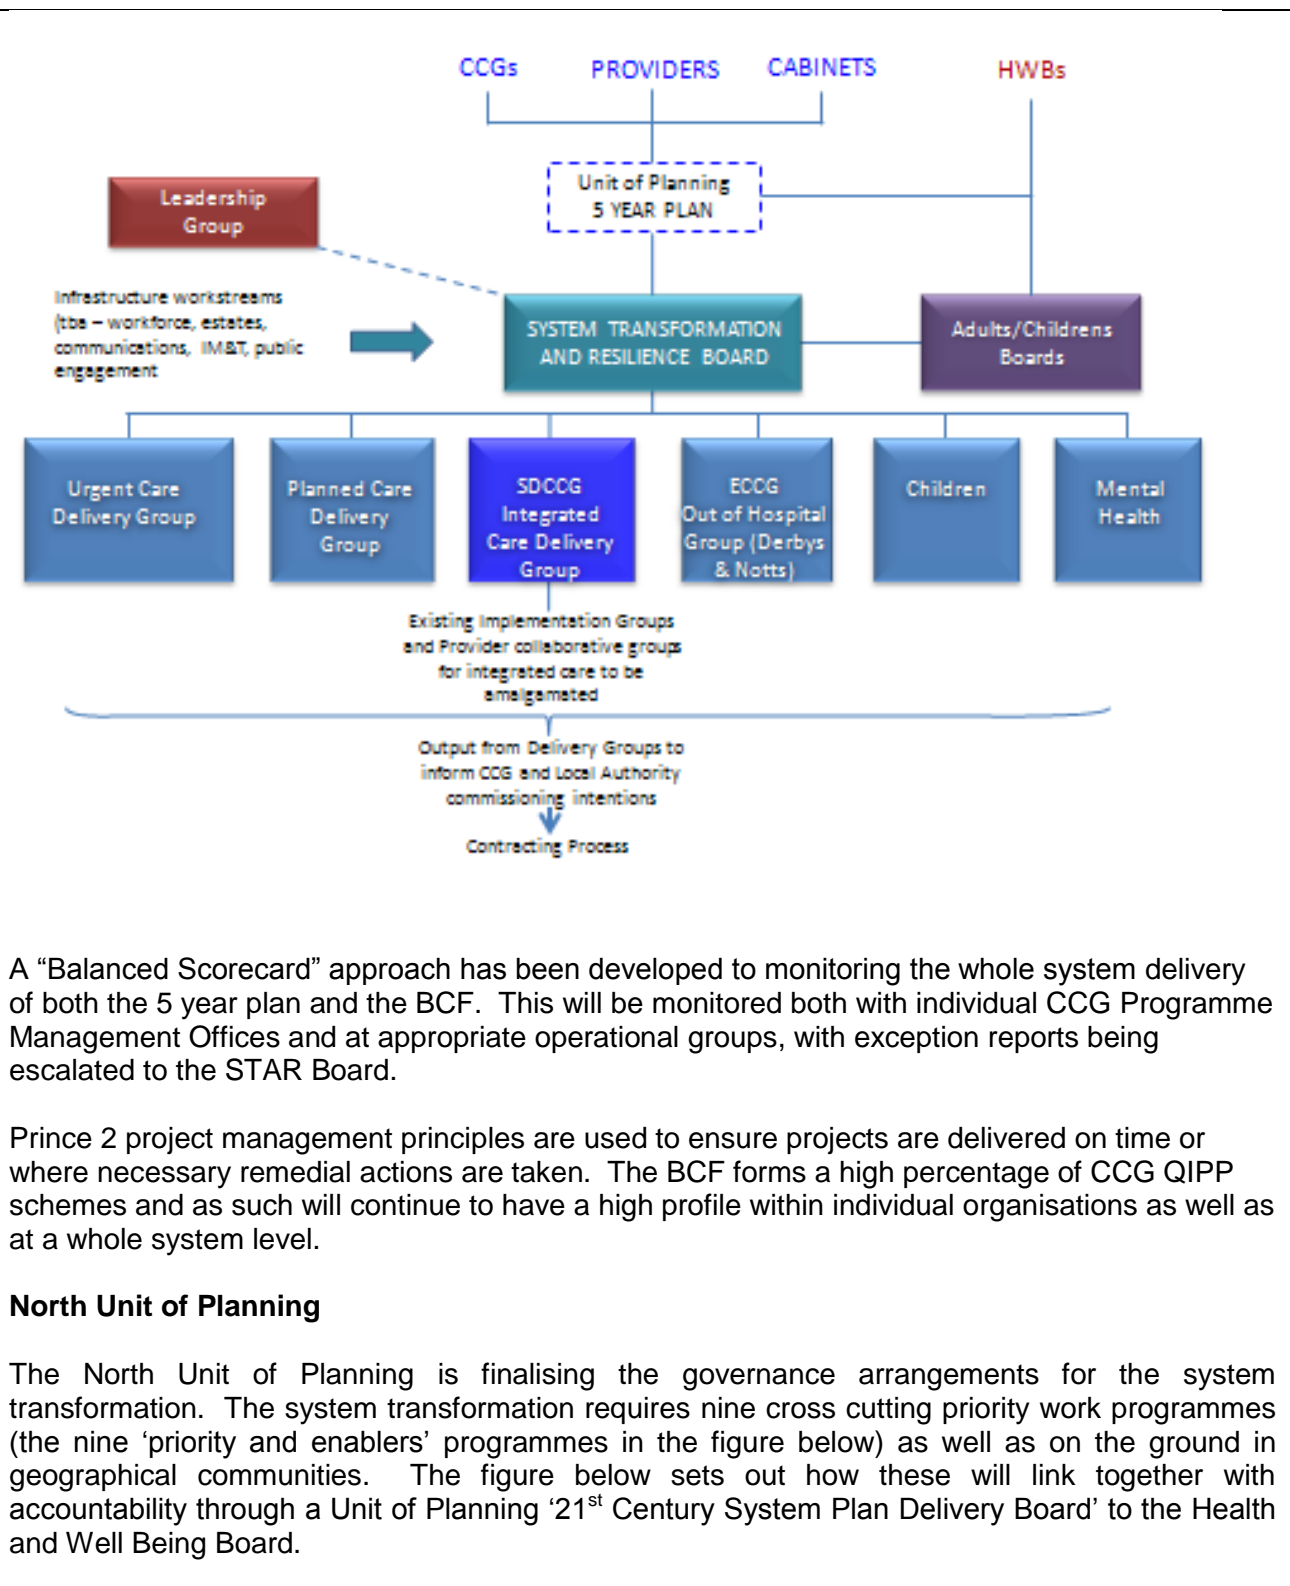 CCGs PROVIDERS CABINETS HWBs
Unit of Planning
5 YEAR PLAN
Leadership
Group
Infrastructure workstreams
(tba – workforce, estates,
communications, IM&T, public
engagement
SYSTEM TRANSFORMATION
AND RESILIENCE BOARD
Adults/Childrens
Boards
Urgent Care
Delivery Group
Planned Care
Delivery
Group
SDCCG
Integrated
Care Delivery
Group
ECCG
Out of Hospital
Group (Derbys
& Notts)
Children
Mental
Health
Existing Implementation Groups
and Provider collaborative groups
for integrated care to be
amalgamated
Output from Delivery Groups to
inform CCG and Local Authority
commissioning intentions
Contracting Process
A “Balanced Scorecard” approach has been developed to monitoring the whole system delivery
of both the 5 year plan and the BCF.  This will be monitored both with individual CCG Programme
Management Offices and at appropriate operational groups, with exception reports being
escalated to the STAR Board.
Prince 2 project management principles are used to ensure projects are delivered on time or
where necessary remedial actions are taken.  The BCF forms a high percentage of CCG QIPP
schemes and as such will continue to have a high profile within individual organisations as well as
at a whole system level.
North Unit of Planning
The North Unit of Planning is finalising the governance arrangements for the system
transformation.  The system transformation requires nine cross cutting priority work programmes
(the nine ‘priority and enablers’ programmes in the figure below) as well as on the ground in
geographical communities.  The figure below sets out how these will link together with
accountability through a Unit of Planning ‘21st Century System Plan Delivery Board’ to the Health
and Well Being Board.